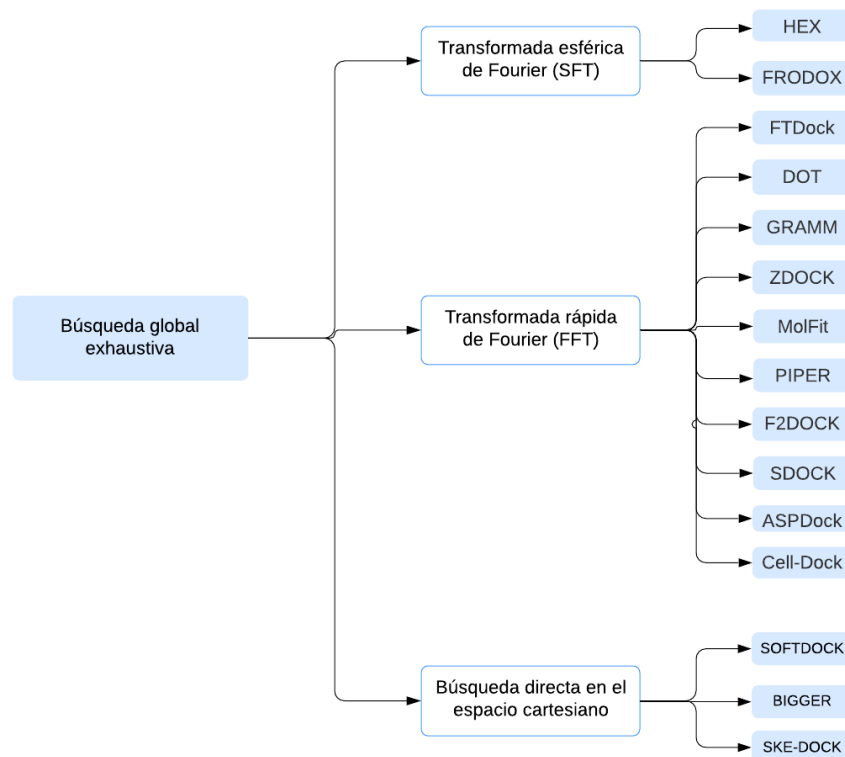 Búsqueda global
exhaustiva
Transformada esférica
de Fourier (SFT)
HEX
FRODOX
Transformada rápida
de Fourier (FFT)
FTDock
DOT
GRAMM
ZDOCK
MolFit
PIPER
F2DOCK
SDOCK
ASPDock
Cell-Dock
Búsqueda directa en el
espacio cartesiano
SOFTDOCK
BIGGER
SKE-DOCK